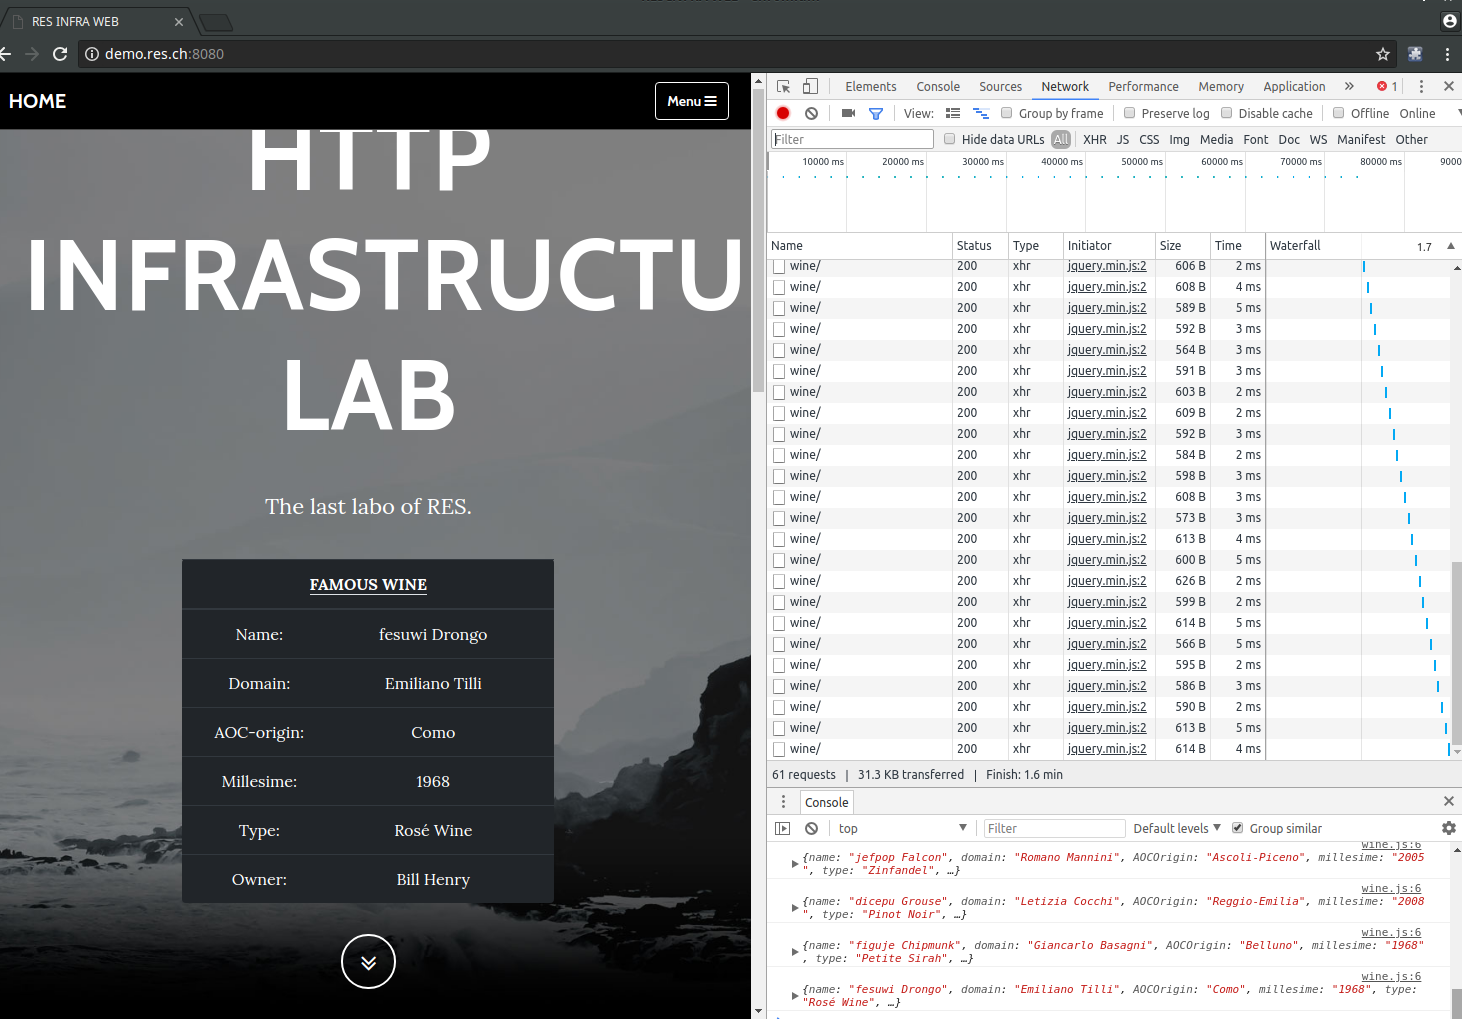 RES INFRA WEB
demo.res.ch:8080
HOME
Menu
HTTP
INFRASTRUCTU
LAB
The last labo of RES.
FAMOUS WINE
Name: fesuwi Drongo
Domain: Emiliano Tilli
AOC-origin: Como
Millesime: 1968
Type: Rosé Wine
Owner: Bill Henry
Elements Console Sources Network Performance Memory Application » 1
View: Group by frame Preserve log Disable cache Offline Online
Filter Hide data URLs All XHR JS CSS Img Media Font Doc WS Manifest Other
10000 ms 20000 ms 30000 ms 40000 ms 50000 ms 60000 ms 70000 ms 80000 ms 9000
Name Status Type Initiator Size Time Waterfall 1.7
wine/ 200 xhr jquery.min.js:2 606 B 2 ms
wine/ 200 xhr jquery.min.js:2 608 B 4 ms
wine/ 200 xhr jquery.min.js:2 589 B 5 ms
wine/ 200 xhr jquery.min.js:2 592 B 3 ms
wine/ 200 xhr jquery.min.js:2 564 B 3 ms
wine/ 200 xhr jquery.min.js:2 591 B 3 ms
wine/ 200 xhr jquery.min.js:2 603 B 2 ms
wine/ 200 xhr jquery.min.js:2 609 B 2 ms
wine/ 200 xhr jquery.min.js:2 592 B 3 ms
wine/ 200 xhr jquery.min.js:2 584 B 2 ms
wine/ 200 xhr jquery.min.js:2 598 B 3 ms
wine/ 200 xhr jquery.min.js:2 608 B 3 ms
wine/ 200 xhr jquery.min.js:2 573 B 3 ms
wine/ 200 xhr jquery.min.js:2 613 B 4 ms
wine/ 200 xhr jquery.min.js:2 600 B 5 ms
wine/ 200 xhr jquery.min.js:2 626 B 2 ms
wine/ 200 xhr jquery.min.js:2 599 B 2 ms
wine/ 200 xhr jquery.min.js:2 614 B 5 ms
wine/ 200 xhr jquery.min.js:2 566 B 5 ms
wine/ 200 xhr jquery.min.js:2 595 B 2 ms
wine/ 200 xhr jquery.min.js:2 586 B 3 ms
wine/ 200 xhr jquery.min.js:2 590 B 2 ms
wine/ 200 xhr jquery.min.js:2 613 B 5 ms
wine/ 200 xhr jquery.min.js:2 614 B 4 ms
61 requests | 31.3 KB transferred | Finish: 1.6 min
Console
top Filter Default levels Group similar
wine.js:6
{name: "jefpop Falcon", domain: "Romano Mannini", AOCOrigin: "Ascoli-Piceno", millesime: "2005
", type: "Zinfandel", …}
wine.js:6
{name: "dicepu Grouse", domain: "Letizia Cocchi", AOCOrigin: "Reggio-Emilia", millesime: "2008
", type: "Pinot Noir", …}
wine.js:6
{name: "figuje Chipmunk", domain: "Giancarlo Basagni", AOCOrigin: "Belluno", millesime: "1968"
, type: "Petite Sirah", …}
wine.js:6
{name: "fesuwi Drongo", domain: "Emiliano Tilli", AOCOrigin: "Como", millesime: "1968", type:
"Rosé Wine", …}